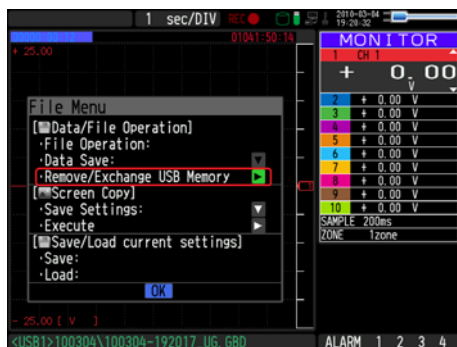 1 sec/DIV REC 2010-03-04
19:20:32
00000:00:12 01041:50:14
+ 25.00
MONITOR
1 CH 1
+ 0.00
V
2 + 0.00 V
3 + 0.00 V
4 + 0.00 V
5 + 0.00 V
6 + 0.00 V
7 + 0.00 V
8 + 0.00 V
9 + 0.00 V
10 + 0.00 V
SAMPLE 200ms
ZONE 1zone
File Menu
[Data/File Operation]
·File Operation:
·Data Save:
·Remove/Exchange USB Memory
[Screen Copy]
·Save Settings:
·Execute
[Save/Load current settings]
·Save:
·Load:
OK
- 25.00 [ V ]
<USB1>100304\100304-192017_UG.GBD
ALARM 1 2 3 4